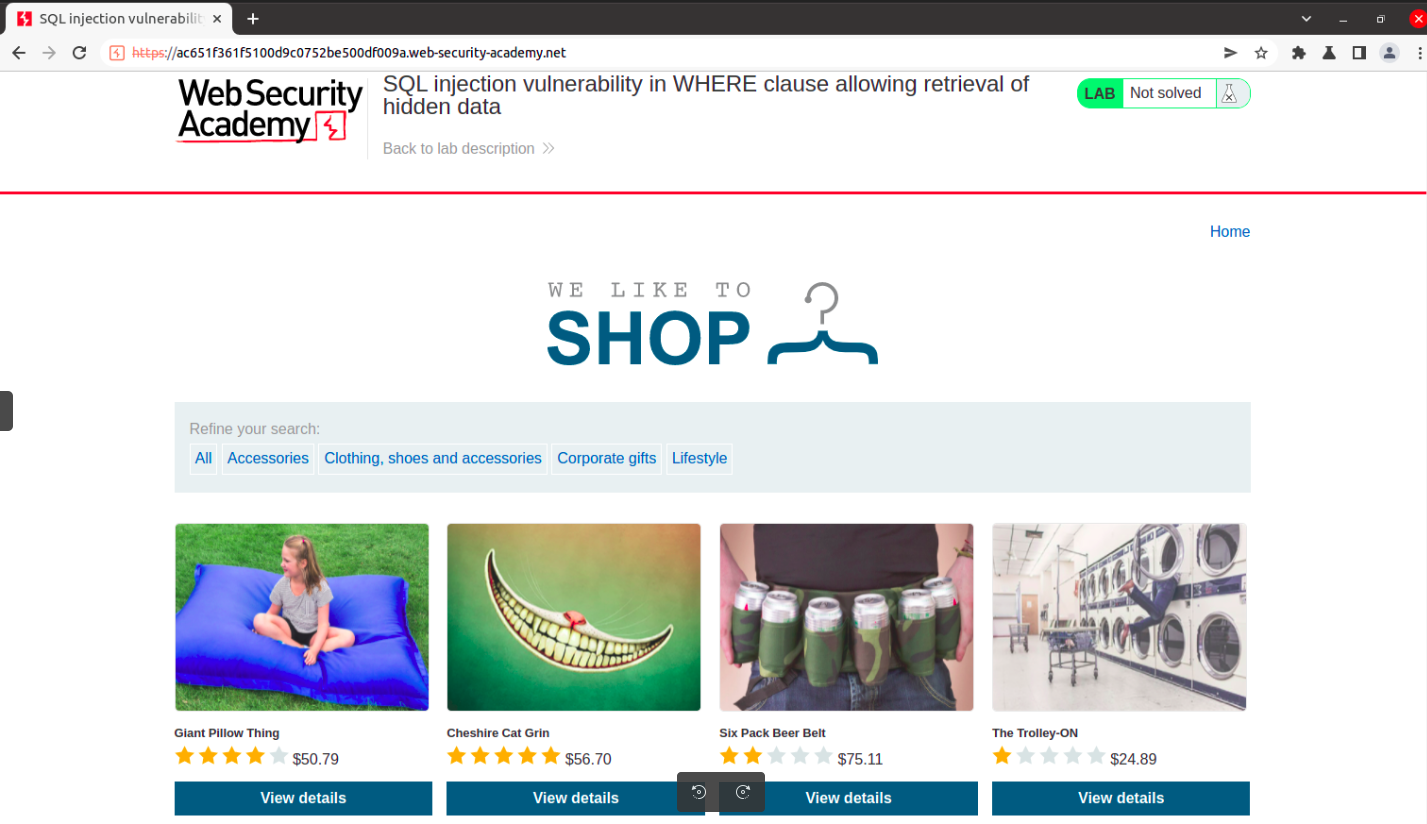 SQL injection vulnerabilit
https://ac651f361f5100d9c0752be500df009a.web-security-academy.net
Web Security
Academy
SQL injection vulnerability in WHERE clause allowing retrieval of
hidden data
Back to lab description
LAB Not solved
Home
WE LIKE TO
SHOP
Refine your search:
All Accessories Clothing, shoes and accessories Corporate gifts Lifestyle
Giant Pillow Thing Cheshire Cat Grin Six Pack Beer Belt The Trolley-ON
$50.79 $56.70 $75.11 $24.89
View details View details View details View details